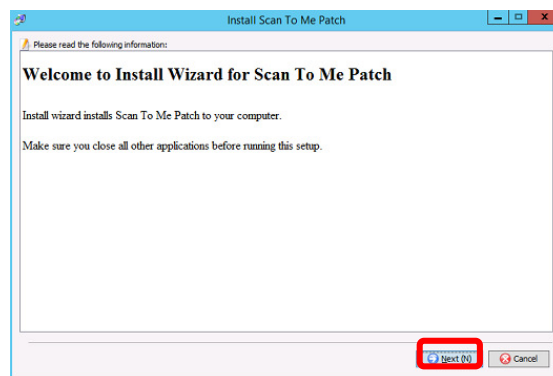 Install Scan To Me Patch
Please read the following information:
Welcome to Install Wizard for Scan To Me Patch
Install wizard installs Scan To Me Patch to your computer.
Make sure you close all other applications before running this setup.
Next (N) Cancel